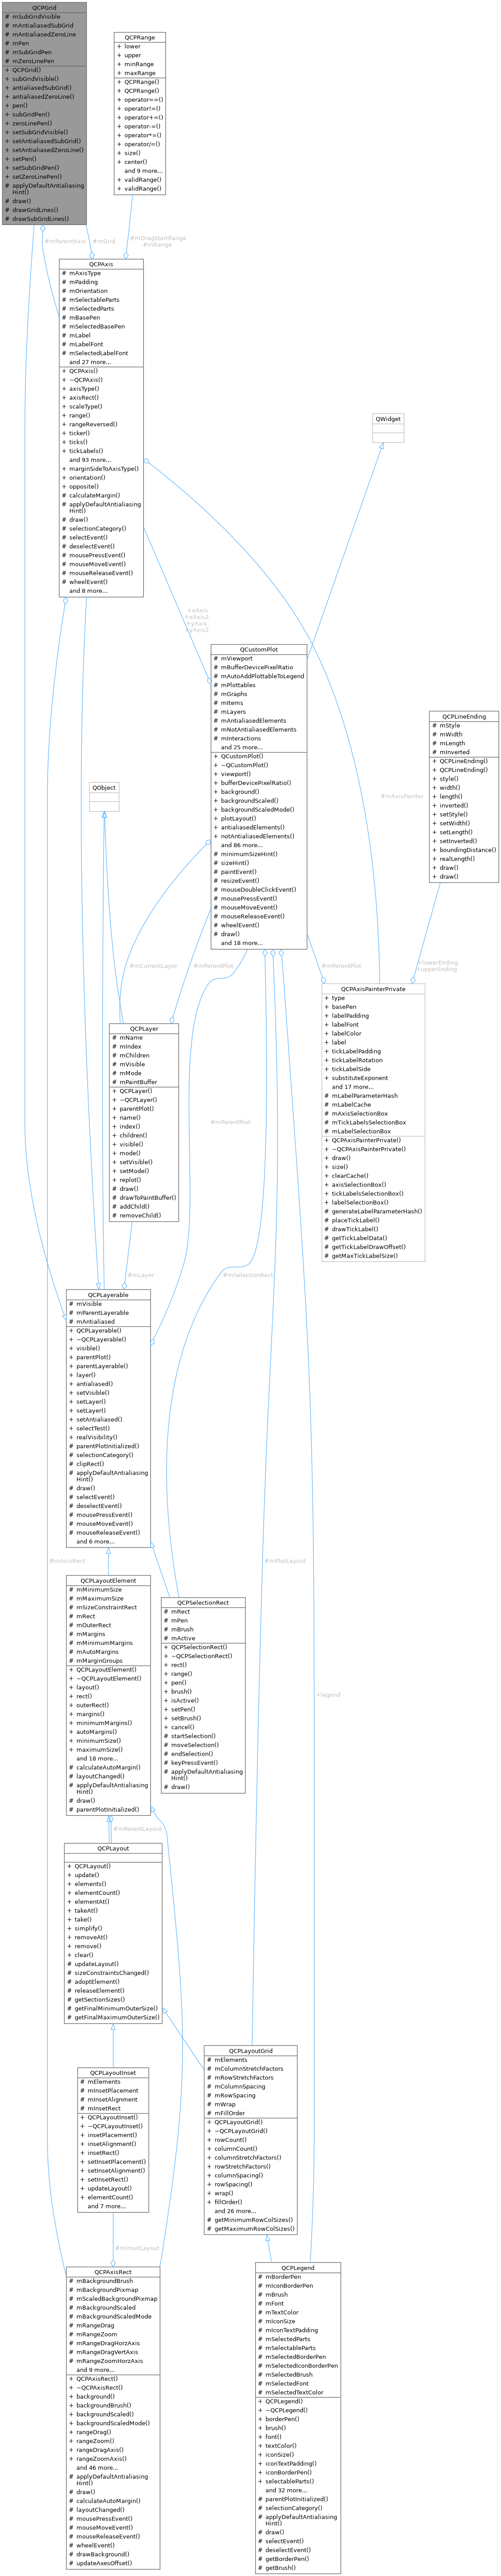 QCPGrid
# mSubGridVisible
# mAntialiasedSubGrid
# mAntialiasedZeroLine
# mPen
# mSubGridPen
# mZeroLinePen
+ QCPGrid()
+ subGridVisible()
+ antialiasedSubGrid()
+ antialiasedZeroLine()
+ pen()
+ subGridPen()
+ zeroLinePen()
+ setSubGridVisible()
+ setAntialiasedSubGrid()
+ setAntialiasedZeroLine()
+ setPen()
+ setSubGridPen()
+ setZeroLinePen()
# applyDefaultAntialiasing
Hint()
# draw()
# drawGridLines()
# drawSubGridLines()
QCPRange
+ lower
+ upper
+ minRange
+ maxRange
+ QCPRange()
+ QCPRange()
+ operator==()
+ operator!=()
+ operator+=()
+ operator-=()
+ operator*=()
+ operator/=()
+ size()
+ center()
and 9 more...
+ validRange()
+ validRange()
#mParentAxis
#mGrid
#mDragStartRange
#mRange
QCPAxis
# mAxisType
# mPadding
# mOrientation
# mSelectableParts
# mSelectedParts
# mBasePen
# mSelectedBasePen
# mLabel
# mLabelFont
# mSelectedLabelFont
and 27 more...
+ QCPAxis()
+ ~QCPAxis()
+ axisType()
+ axisRect()
+ scaleType()
+ range()
+ rangeReversed()
+ ticker()
+ ticks()
+ tickLabels()
and 93 more...
+ marginSideToAxisType()
+ orientation()
+ opposite()
# calculateMargin()
# applyDefaultAntialiasing
Hint()
# draw()
# selectionCategory()
# selectEvent()
# deselectEvent()
# mousePressEvent()
# mouseMoveEvent()
# mouseReleaseEvent()
# wheelEvent()
and 8 more...
QWidget
+xAxis
+xAxis2
+yAxis
+yAxis2
QCustomPlot
# mViewport
# mBufferDevicePixelRatio
# mAutoAddPlottableToLegend
# mPlottables
# mGraphs
# mItems
# mLayers
# mAntialiasedElements
# mNotAntialiasedElements
# mInteractions
and 25 more...
+ QCustomPlot()
+ ~QCustomPlot()
+ viewport()
+ bufferDevicePixelRatio()
+ background()
+ backgroundScaled()
+ backgroundScaledMode()
+ plotLayout()
+ antialiasedElements()
+ notAntialiasedElements()
and 86 more...
# minimumSizeHint()
# sizeHint()
# paintEvent()
# resizeEvent()
# mouseDoubleClickEvent()
# mousePressEvent()
# mouseMoveEvent()
# mouseReleaseEvent()
# wheelEvent()
# draw()
and 18 more...
QCPLineEnding
# mStyle
# mWidth
# mLength
# mInverted
+ QCPLineEnding()
+ QCPLineEnding()
+ style()
+ width()
+ length()
+ inverted()
+ setStyle()
+ setWidth()
+ setLength()
+ setInverted()
+ boundingDistance()
+ realLength()
+ draw()
+ draw()
QObject
#mAxisPainter
#mCurrentLayer
#mParentPlot
#mParentPlot
+lowerEnding
+upperEnding
QCPAxisPainterPrivate
+ type
+ basePen
+ labelPadding
+ labelFont
+ labelColor
+ label
+ tickLabelPadding
+ tickLabelRotation
+ tickLabelSide
+ substituteExponent
and 17 more...
# mLabelParameterHash
# mLabelCache
# mAxisSelectionBox
# mTickLabelsSelectionBox
# mLabelSelectionBox
+ QCPAxisPainterPrivate()
+ ~QCPAxisPainterPrivate()
+ draw()
+ size()
+ clearCache()
+ axisSelectionBox()
+ tickLabelsSelectionBox()
+ labelSelectionBox()
# generateLabelParameterHash()
# placeTickLabel()
# drawTickLabel()
# getTickLabelData()
# getTickLabelDrawOffset()
# getMaxTickLabelSize()
QCPLayer
# mName
# mIndex
# mChildren
# mVisible
# mMode
# mPaintBuffer
+ QCPLayer()
+ ~QCPLayer()
+ parentPlot()
+ name()
+ index()
+ children()
+ visible()
+ mode()
+ setVisible()
+ setMode()
+ replot()
# draw()
# drawToPaintBuffer()
# addChild()
# removeChild()
#mParentPlot
#mLayer
#mSelectionRect
QCPLayerable
# mVisible
# mParentLayerable
# mAntialiased
+ QCPLayerable()
+ ~QCPLayerable()
+ visible()
+ parentPlot()
+ parentLayerable()
+ layer()
+ antialiased()
+ setVisible()
+ setLayer()
+ setLayer()
+ setAntialiased()
+ selectTest()
+ realVisibility()
# parentPlotInitialized()
# selectionCategory()
# clipRect()
# applyDefaultAntialiasing
Hint()
# draw()
# selectEvent()
# deselectEvent()
# mousePressEvent()
# mouseMoveEvent()
# mouseReleaseEvent()
and 6 more...
#mAxisRect
#mPlotLayout
QCPLayoutElement
# mMinimumSize
# mMaximumSize
# mSizeConstraintRect
# mRect
# mOuterRect
# mMargins
# mMinimumMargins
# mAutoMargins
# mMarginGroups
+ QCPLayoutElement()
+ ~QCPLayoutElement()
+ layout()
+ rect()
+ outerRect()
+ margins()
+ minimumMargins()
+ autoMargins()
+ minimumSize()
+ maximumSize()
and 18 more...
# calculateAutoMargin()
# layoutChanged()
# applyDefaultAntialiasing
Hint()
# draw()
# parentPlotInitialized()
QCPSelectionRect
# mRect
# mPen
# mBrush
# mActive
+ QCPSelectionRect()
+ ~QCPSelectionRect()
+ rect()
+ range()
+ pen()
+ brush()
+ isActive()
+ setPen()
+ setBrush()
+ cancel()
# startSelection()
# moveSelection()
# endSelection()
# keyPressEvent()
# applyDefaultAntialiasing
Hint()
# draw()
+legend
#mParentLayout
QCPLayout
+ QCPLayout()
+ update()
+ elements()
+ elementCount()
+ elementAt()
+ takeAt()
+ take()
+ simplify()
+ removeAt()
+ remove()
+ clear()
# updateLayout()
# sizeConstraintsChanged()
# adoptElement()
# releaseElement()
# getSectionSizes()
# getFinalMinimumOuterSize()
# getFinalMaximumOuterSize()
QCPLayoutInset
# mElements
# mInsetPlacement
# mInsetAlignment
# mInsetRect
+ QCPLayoutInset()
+ ~QCPLayoutInset()
+ insetPlacement()
+ insetAlignment()
+ insetRect()
+ setInsetPlacement()
+ setInsetAlignment()
+ setInsetRect()
+ updateLayout()
+ elementCount()
and 7 more...
QCPLayoutGrid
# mElements
# mColumnStretchFactors
# mRowStretchFactors
# mColumnSpacing
# mRowSpacing
# mWrap
# mFillOrder
+ QCPLayoutGrid()
+ ~QCPLayoutGrid()
+ rowCount()
+ columnCount()
+ columnStretchFactors()
+ rowStretchFactors()
+ columnSpacing()
+ rowSpacing()
+ wrap()
+ fillOrder()
and 26 more...
# getMinimumRowColSizes()
# getMaximumRowColSizes()
#mInsetLayout
QCPAxisRect
# mBackgroundBrush
# mBackgroundPixmap
# mScaledBackgroundPixmap
# mBackgroundScaled
# mBackgroundScaledMode
# mRangeDrag
# mRangeZoom
# mRangeDragHorzAxis
# mRangeDragVertAxis
# mRangeZoomHorzAxis
and 9 more...
+ QCPAxisRect()
+ ~QCPAxisRect()
+ background()
+ backgroundBrush()
+ backgroundScaled()
+ backgroundScaledMode()
+ rangeDrag()
+ rangeZoom()
+ rangeDragAxis()
+ rangeZoomAxis()
and 46 more...
# applyDefaultAntialiasing
Hint()
# draw()
# calculateAutoMargin()
# layoutChanged()
# mousePressEvent()
# mouseMoveEvent()
# mouseReleaseEvent()
# wheelEvent()
# drawBackground()
# updateAxesOffset()
QCPLegend
# mBorderPen
# mIconBorderPen
# mBrush
# mFont
# mTextColor
# mIconSize
# mIconTextPadding
# mSelectedParts
# mSelectableParts
# mSelectedBorderPen
# mSelectedIconBorderPen
# mSelectedBrush
# mSelectedFont
# mSelectedTextColor
+ QCPLegend()
+ ~QCPLegend()
+ borderPen()
+ brush()
+ font()
+ textColor()
+ iconSize()
+ iconTextPadding()
+ iconBorderPen()
+ selectableParts()
and 32 more...
# parentPlotInitialized()
# selectionCategory()
# applyDefaultAntialiasing
Hint()
# draw()
# selectEvent()
# deselectEvent()
# getBorderPen()
# getBrush()